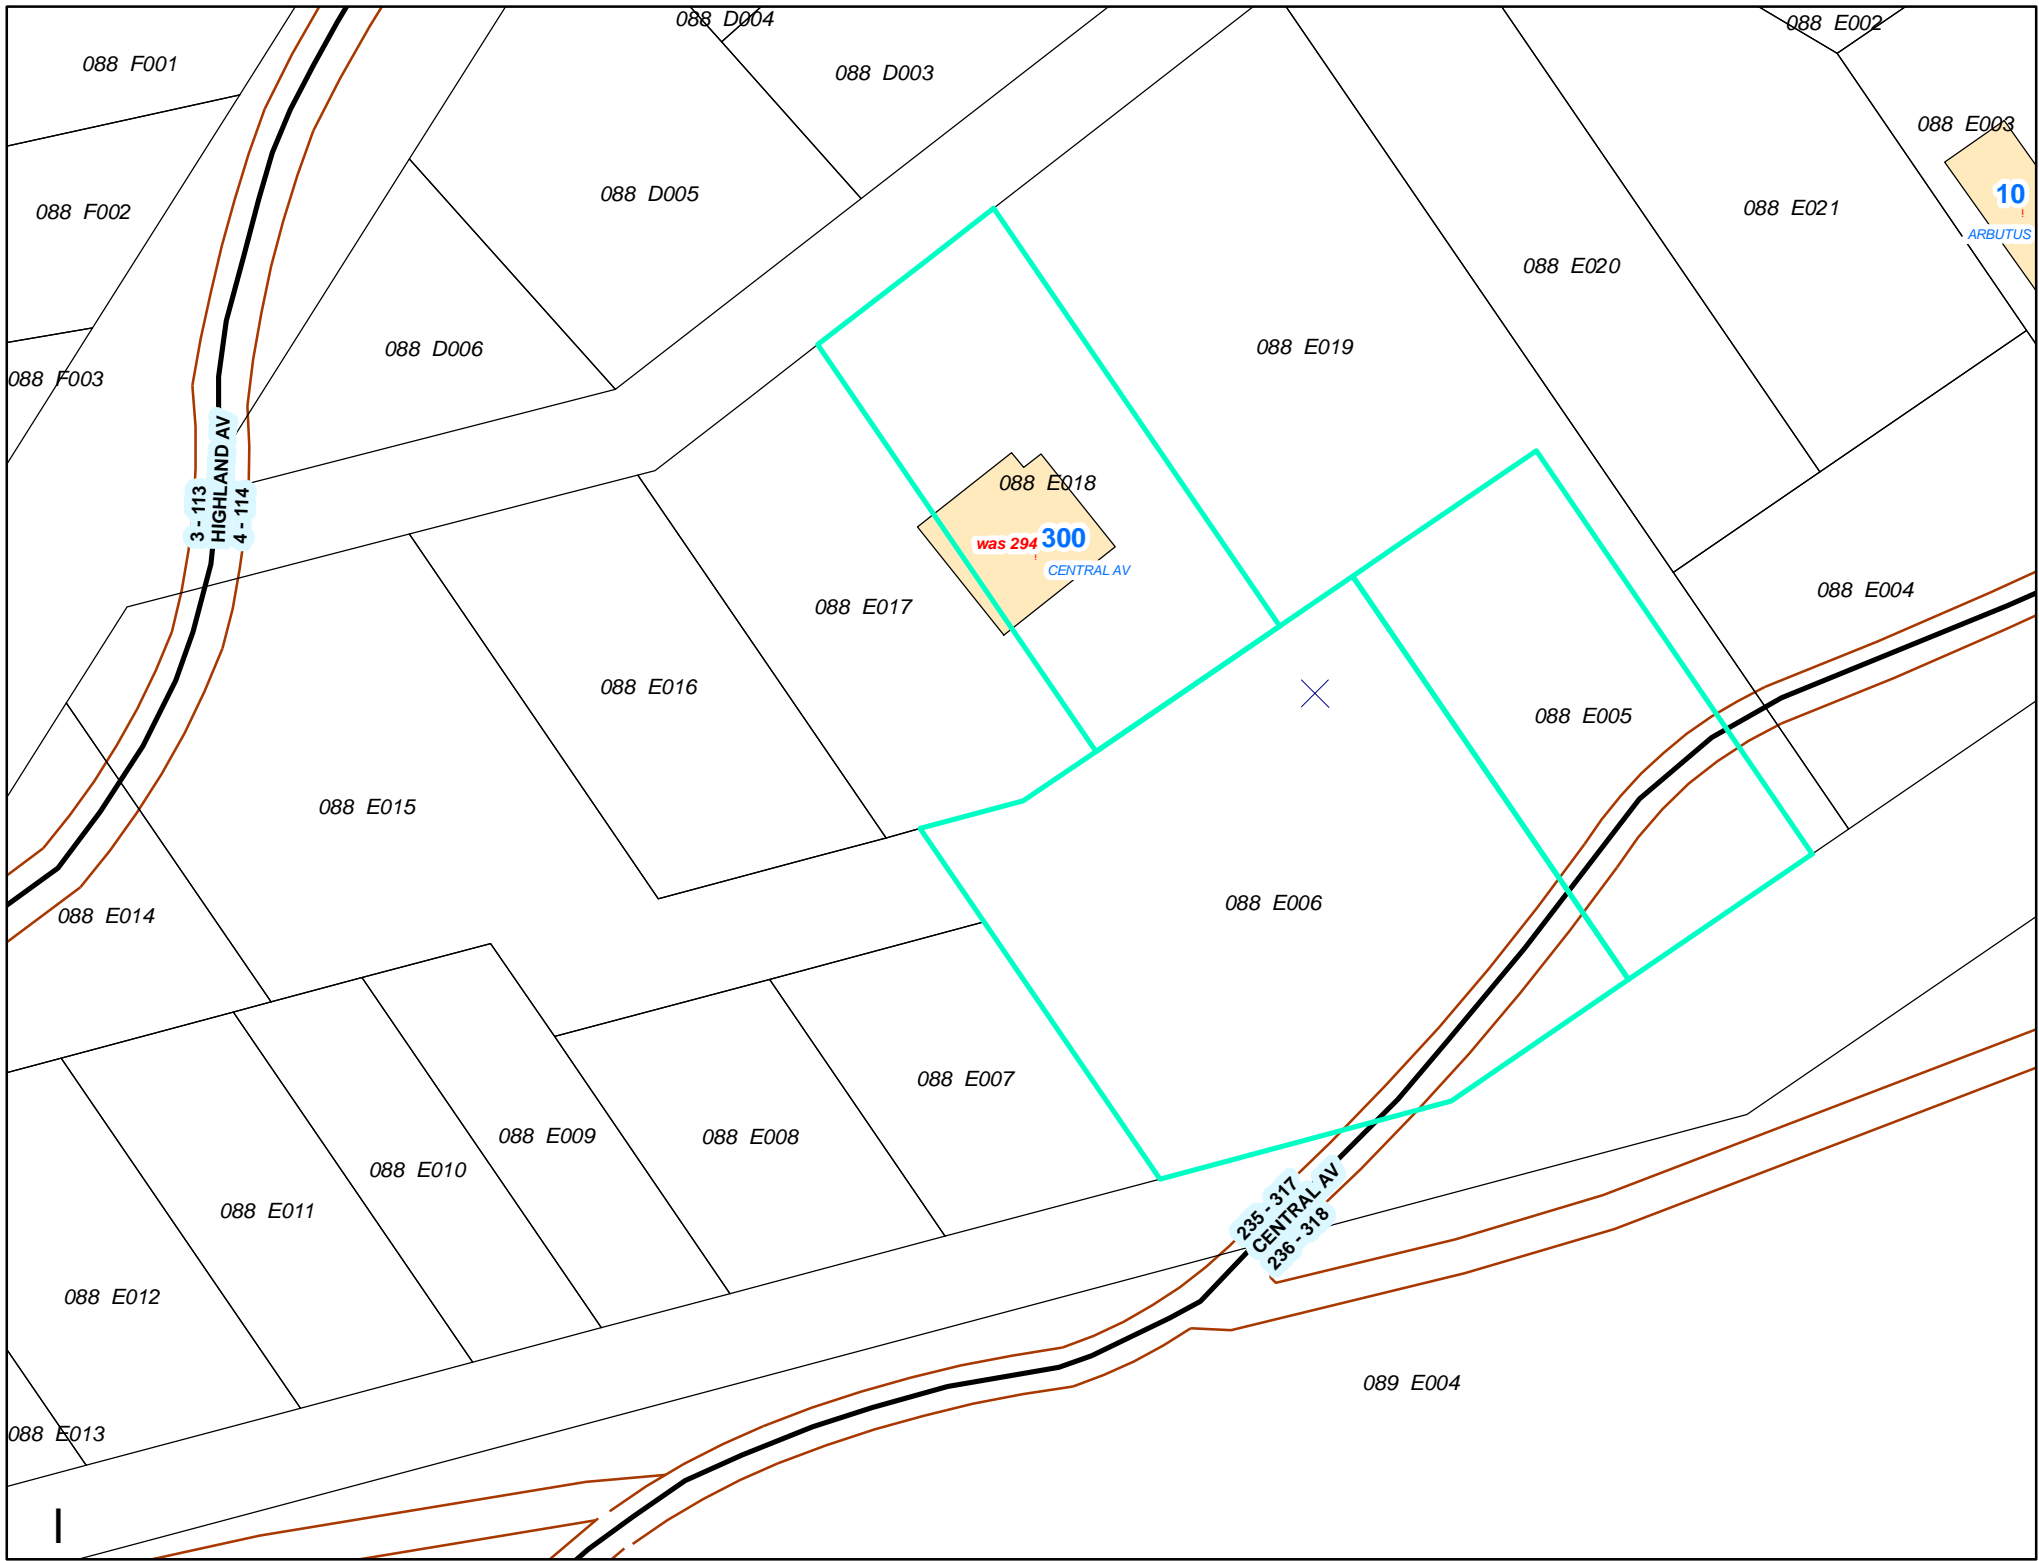 088 D004
088 E002
088 F001
088 D003
088 E003
088 D005
10
088 F002
088 E021
ARBUTUS
088 E020
088 D006
088 E019
088 F003
3 - 113
HIGHLAND AV
4 - 114
088 E018
was 294
300
CENTRAL AV
088 E004
088 E017
088 E016
088 E005
088 E015
088 E006
088 E014
088 E007
088 E009
088 E008
088 E010
088 E011
235 - 317
CENTRAL AV
236 - 318
088 E012
089 E004
088 E013